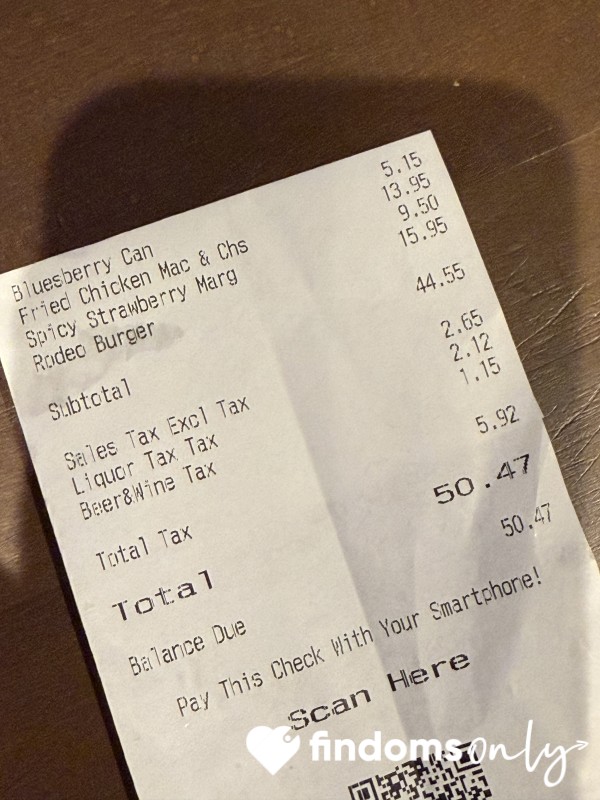 Bluesberry Can 5.15
Fried Chicken Mac & Chs 13.95
Spicy Strawberry Marg 9.50
Rodeo Burger 15.95
Subtotal 44.55
Sales Tax Excl Tax 2.65
Liquor Tax Tax 2.12
Beer&Wine Tax 1.15
Total Tax 5.92
Total 50.47
Balance Due 50.47
Pay This Check With Your Smartphone!
Scan Here
findomsonly